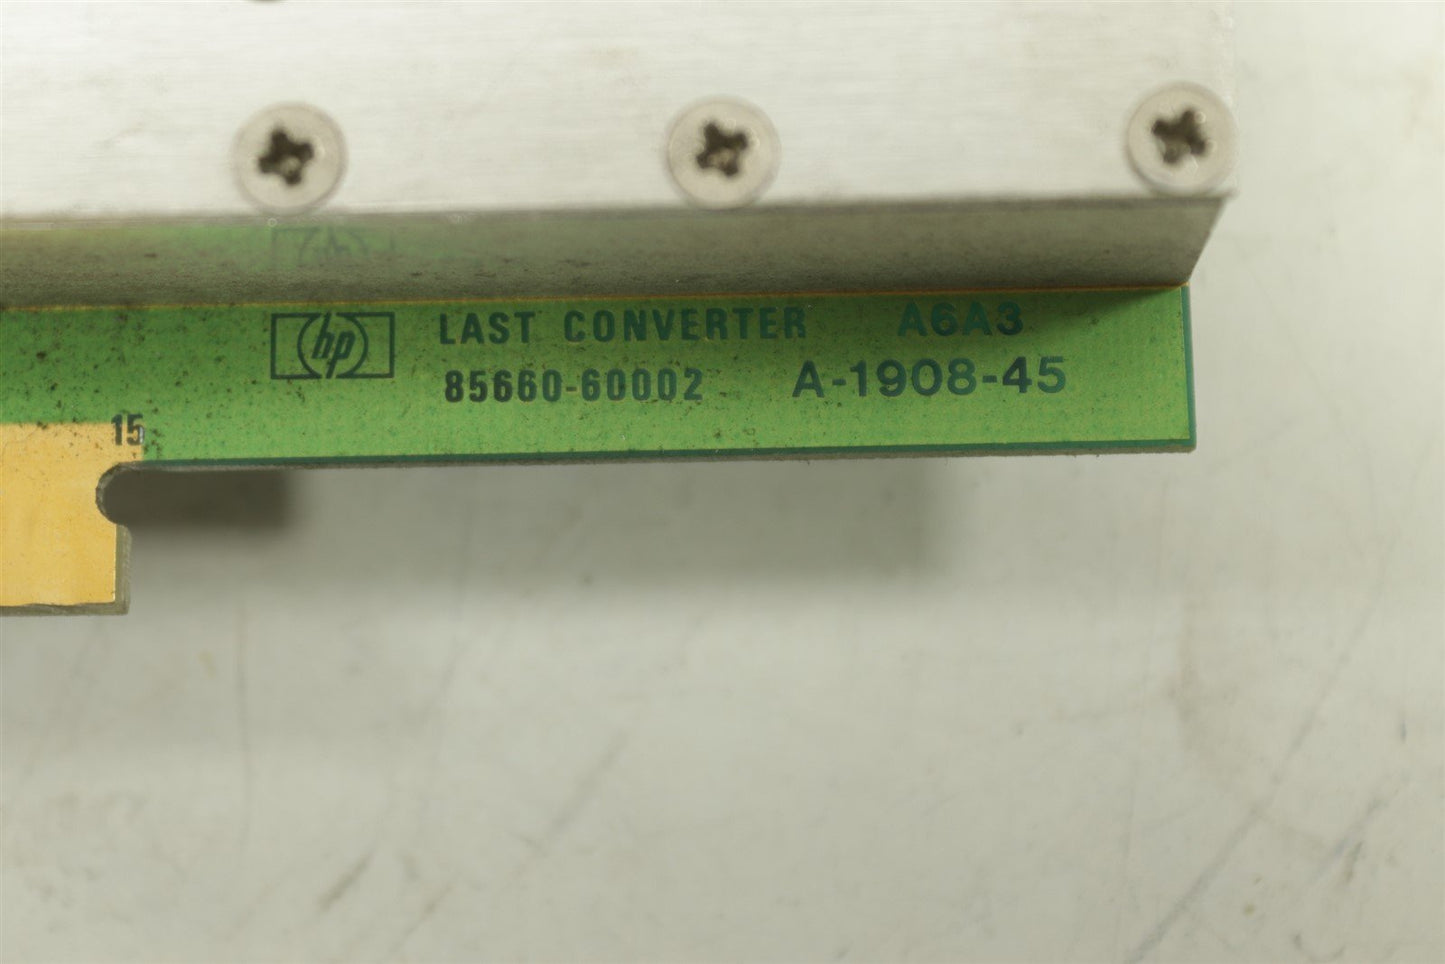 hp LAST CONVERTER A6A3
85660-60002 A-1908-45
15